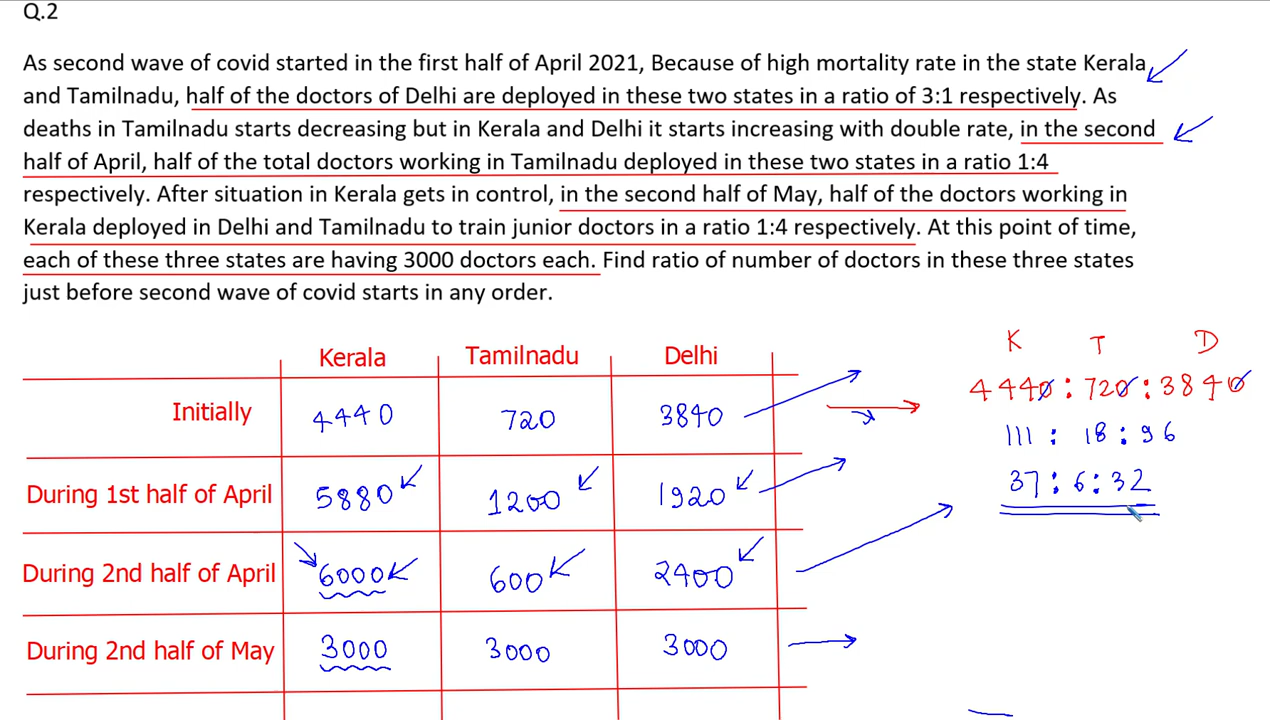 Q.2
As second wave of covid started in the first half of April 2021, Because of high mortality rate in the state Kerala
and Tamilnadu, half of the doctors of Delhi are deployed in these two states in a ratio of 3:1 respectively. As
deaths in Tamilnadu starts decreasing but in Kerala and Delhi it starts increasing with double rate, in the second
half of April, half of the total doctors working in Tamilnadu deployed in these two states in a ratio 1:4
respectively. After situation in Kerala gets in control, in the second half of May, half of the doctors working in
Kerala deployed in Delhi and Tamilnadu to train junior doctors in a ratio 1:4 respectively. At this point of time,
each of these three states are having 3000 doctors each. Find ratio of number of doctors in these three states
just before second wave of covid starts in any order.
K T D
Kerala Tamilnadu Delhi
4440 : 720 : 3840
Initially 4440 720 3840
111 : 18 : 96
37 : 6 : 32
During 1st half of April 5880 1200 1920
During 2nd half of April 6000 600 2400
During 2nd half of May 3000 3000 3000